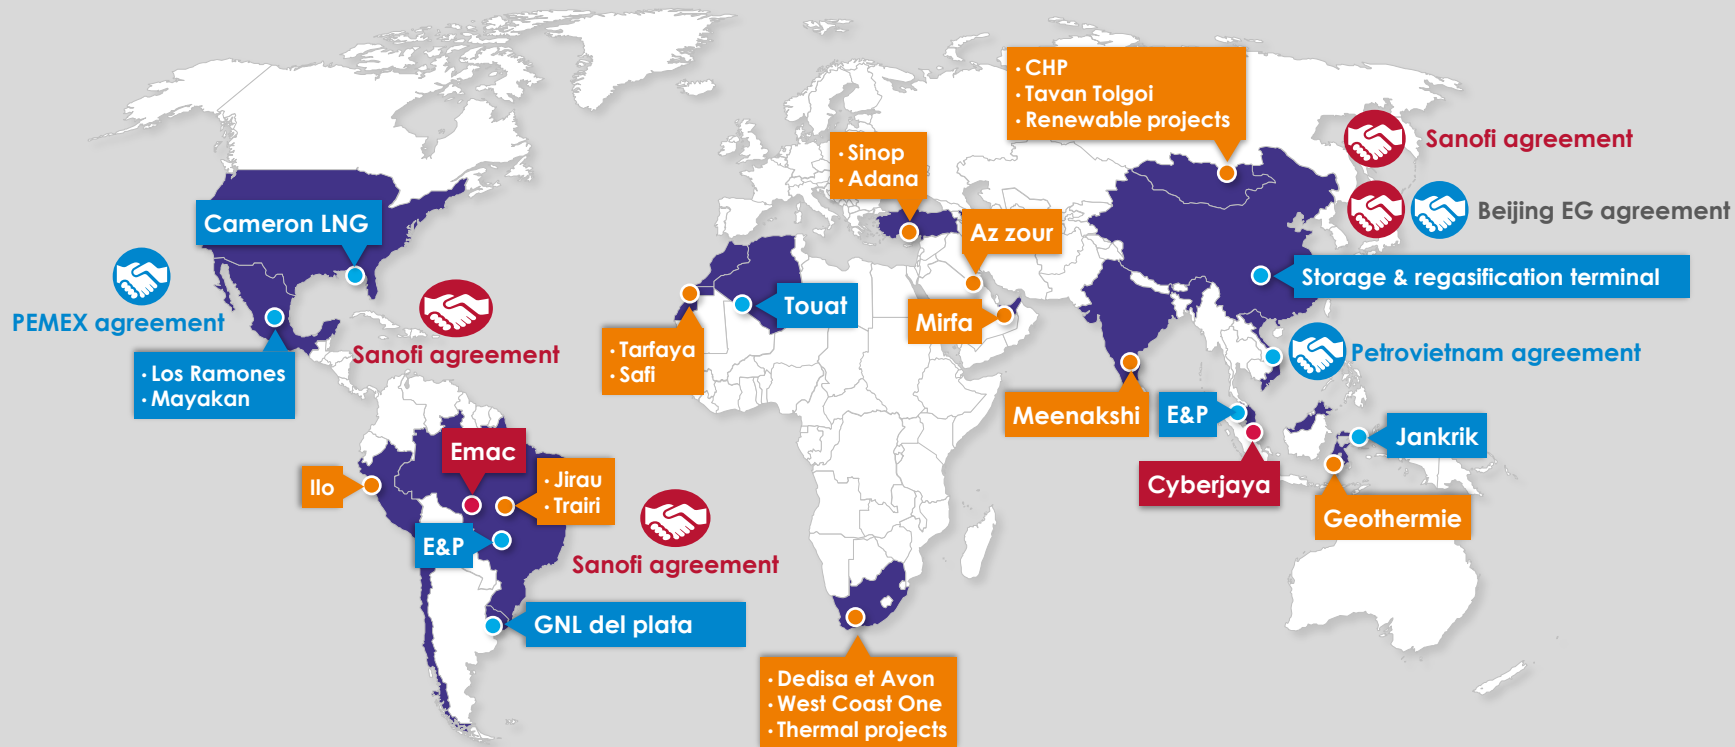 · CHP
· Tavan Tolgoi
· Renewable projects
Sanofi agreement
· Sinop
· Adana
Beijing EG agreement
Cameron LNG
Az zour
Storage & regasification terminal
PEMEX agreement
Touat
Mirfa
Sanofi agreement
Petrovietnam agreement
· Los Ramones
· Mayakan
· Tarfaya
· Safi
Meenakshi
E&P
Jankrik
Emac
Cyberjaya
Ilo
· Jirau
· Trairi
Geothermie
E&P
Sanofi agreement
GNL del plata
· Dedisa et Avon
· West Coast One
· Thermal projects